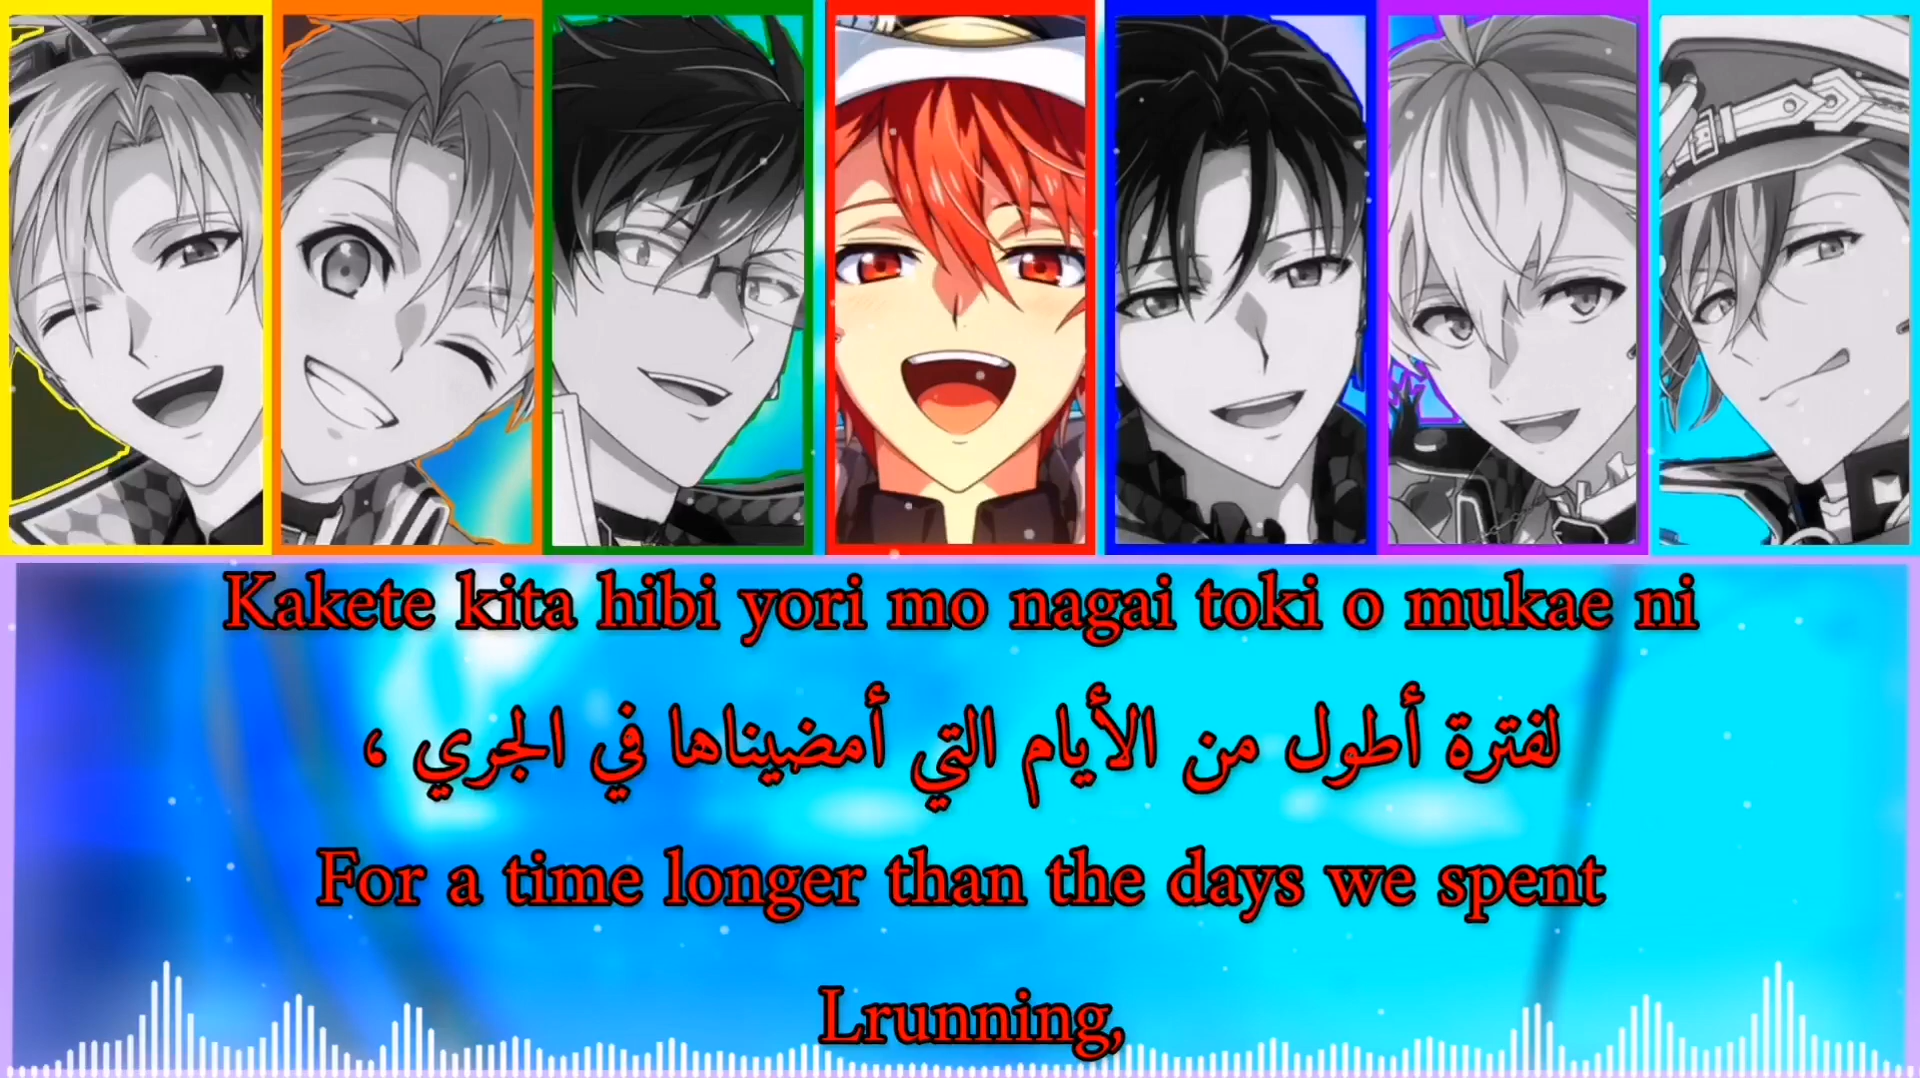 Kakete kita hibi yori mo nagai toki o mukae ni
لفترة أطول من الأيام التي أمضيناها في الجري ،
For a time longer than the days we spent
Lrunning,